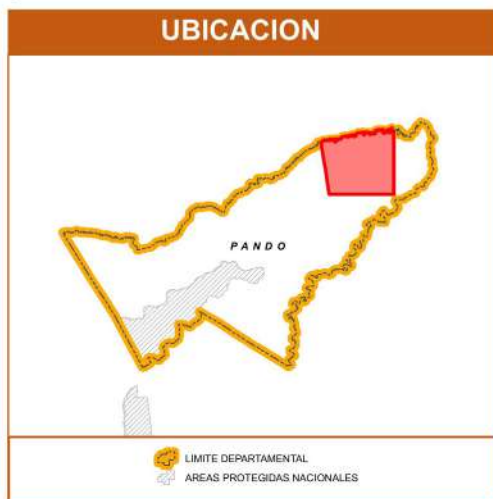 UBICACION
PANDO
LIMITE DEPARTAMENTAL
AREAS PROTEGIDAS NACIONALES